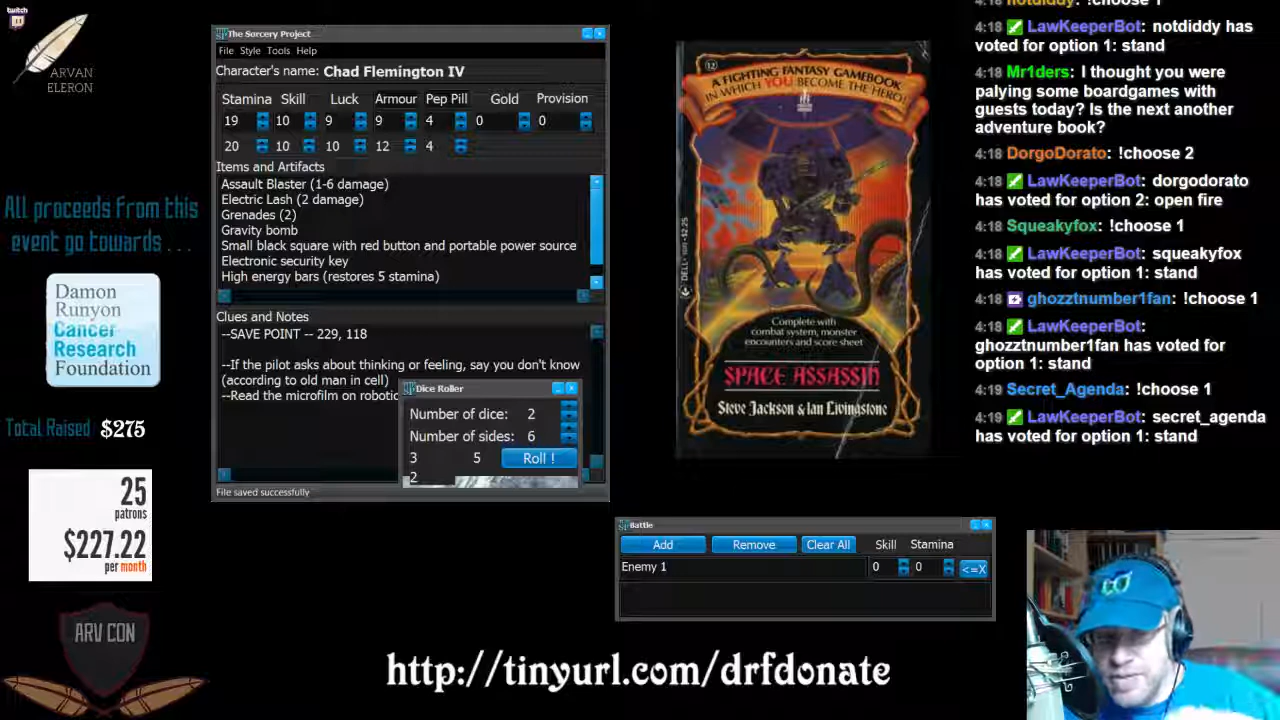 twitch
ARVAN
ELERON
All proceeds from this
event go towards . . .
Damon
Runyon
Cancer
Research
Foundation
Total Raised $275
25
patrons
$227.22
per month
ARV CON
The Sorcery Project
File Style Tools Help
Character's name: Chad Flemington IV
Stamina Skill Luck Armour Pep Pill Gold Provision
19 10 9 9 4 0 0
20 10 10 12 4
Items and Artifacts
Assault Blaster (1-6 damage)
Electric Lash (2 damage)
Grenades (2)
Gravity bomb
Small black square with red button and portable power source
Electronic security key
High energy bars (restores 5 stamina)
Clues and Notes
--SAVE POINT -- 229, 118
--If the pilot asks about thinking or feeling, say you don't know
(according to old man in cell)
--Read the microfilm on robotic
File saved successfully
Dice Roller
Number of dice: 2
Number of sides: 6
3 5 Roll !
2
12
A FIGHTING FANTASY GAMEBOOK
IN WHICH YOU BECOME THE HERO!
Complete with
combat system, monster
encounters and score sheet
SPACE ASSASSIN
Steve Jackson & Ian Livingstone
Battle
Add Remove Clear All Skill Stamina
Enemy 1 0 0 <=X
http://tinyurl.com/drfdonate
4:18 notdiddy: !choose 1
4:18 LawKeeperBot: notdiddy has
voted for option 1: stand
4:18 Mr1ders: I thought you were
palying some boardgames with
guests today? Is the next another
adventure book?
4:18 DorgoDorato: !choose 2
4:18 LawKeeperBot: dorgodorato
has voted for option 2: open fire
4:18 Squeakyfox: !choose 1
4:18 LawKeeperBot: squeakyfox
has voted for option 1: stand
4:18 ghozztnumber1fan: !choose 1
4:18 LawKeeperBot:
ghozztnumber1fan has voted for
option 1: stand
4:19 Secret_Agenda: !choose 1
4:19 LawKeeperBot: secret_agenda
has voted for option 1: stand